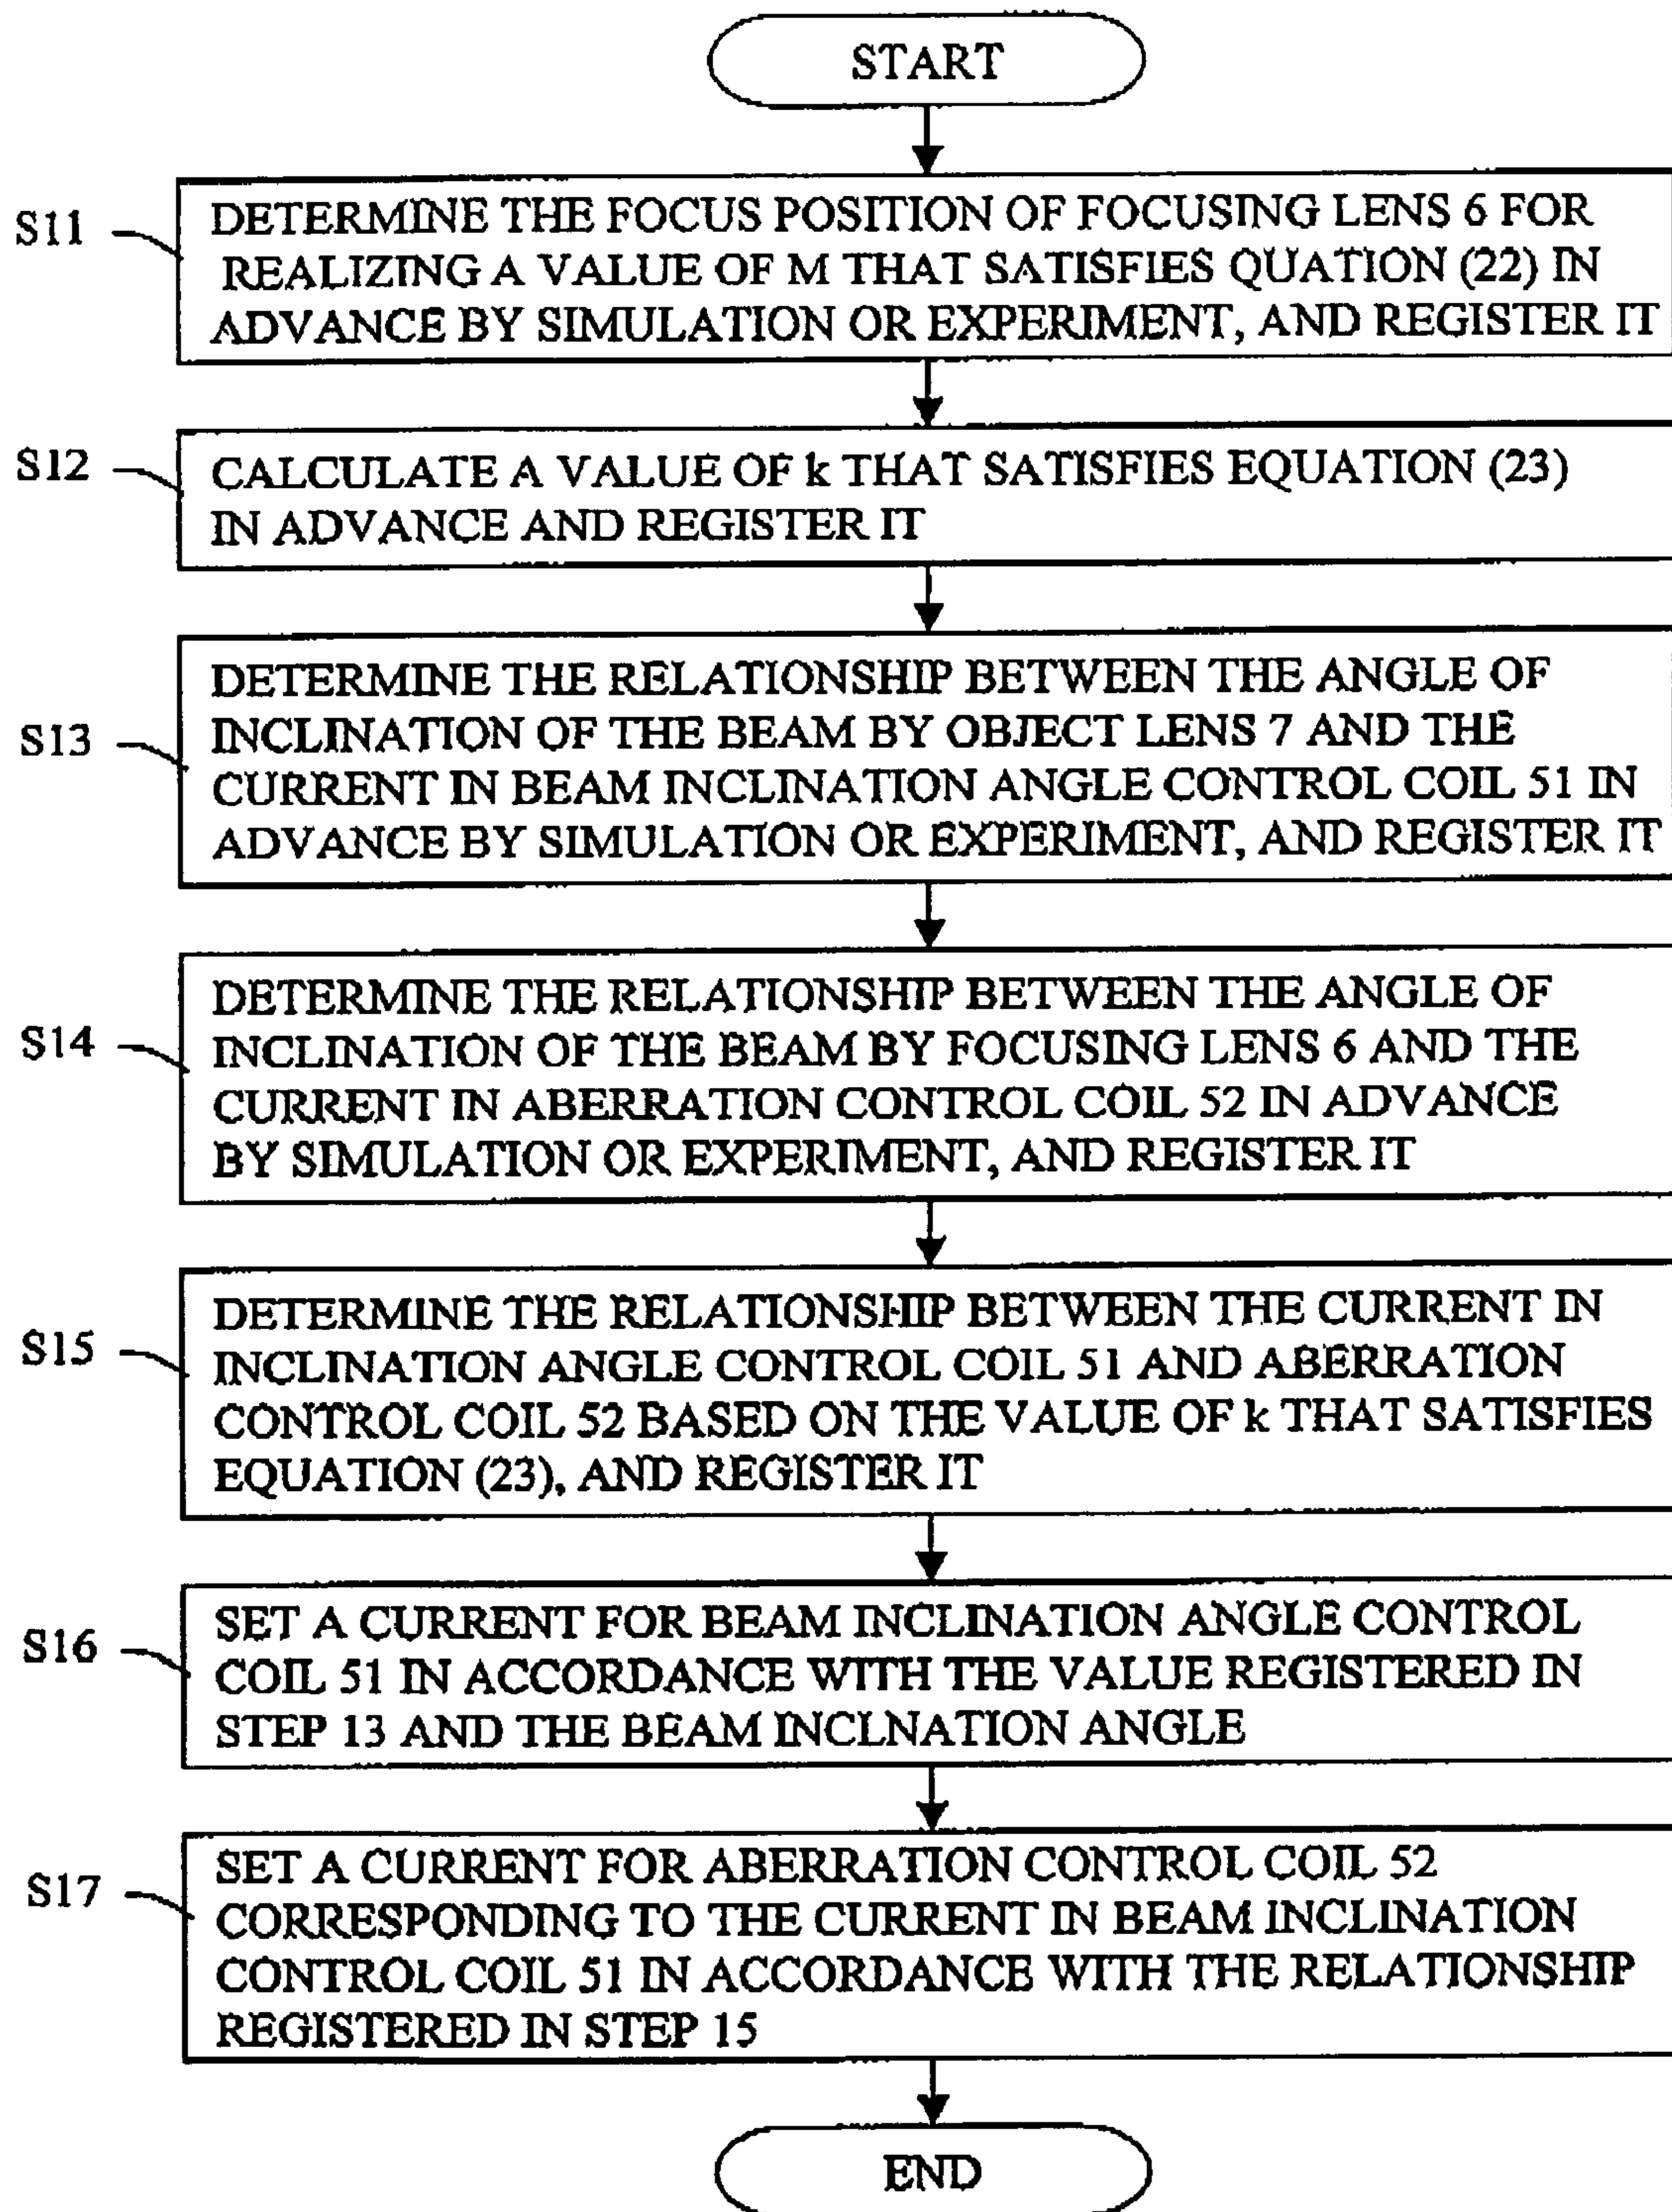 START
S11
DETERMINE THE FOCUS POSITION OF FOCUSING LENS 6 FOR
REALIZING A VALUE OF M THAT SATISFIES QUATION (22) IN
ADVANCE BY SIMULATION OR EXPERIMENT, AND REGISTER IT
S12
CALCULATE A VALUE OF k THAT SATISFIES EQUATION (23)
IN ADVANCE AND REGISTER IT
S13
DETERMINE THE RELATIONSHIP BETWEEN THE ANGLE OF
INCLINATION OF THE BEAM BY OBJECT LENS 7 AND THE
CURRENT IN BEAM INCLINATION ANGLE CONTROL COIL 51 IN
ADVANCE BY SIMULATION OR EXPERIMENT, AND REGISTER IT
S14
DETERMINE THE RELATIONSHIP BETWEEN THE ANGLE OF
INCLINATION OF THE BEAM BY FOCUSING LENS 6 AND THE
CURRENT IN ABERRATION CONTROL COIL 52 IN ADVANCE
BY SIMULATION OR EXPERIMENT, AND REGISTER IT
S15
DETERMINE THE RELATIONSHIP BETWEEN THE CURRENT IN
INCLINATION ANGLE CONTROL COIL 51 AND ABERRATION
CONTROL COIL 52 BASED ON THE VALUE OF k THAT SATISFIES
EQUATION (23), AND REGISTER IT
S16
SET A CURRENT FOR BEAM INCLINATION ANGLE CONTROL
COIL 51 IN ACCORDANCE WITH THE VALUE REGISTERED IN
STEP 13 AND THE BEAM INCLNATION ANGLE
S17
SET A CURRENT FOR ABERRATION CONTROL COIL 52
CORRESPONDING TO THE CURRENT IN BEAM INCLINATION
CONTROL COIL 51 IN ACCORDANCE WITH THE RELATIONSHIP
REGISTERED IN STEP 15
END